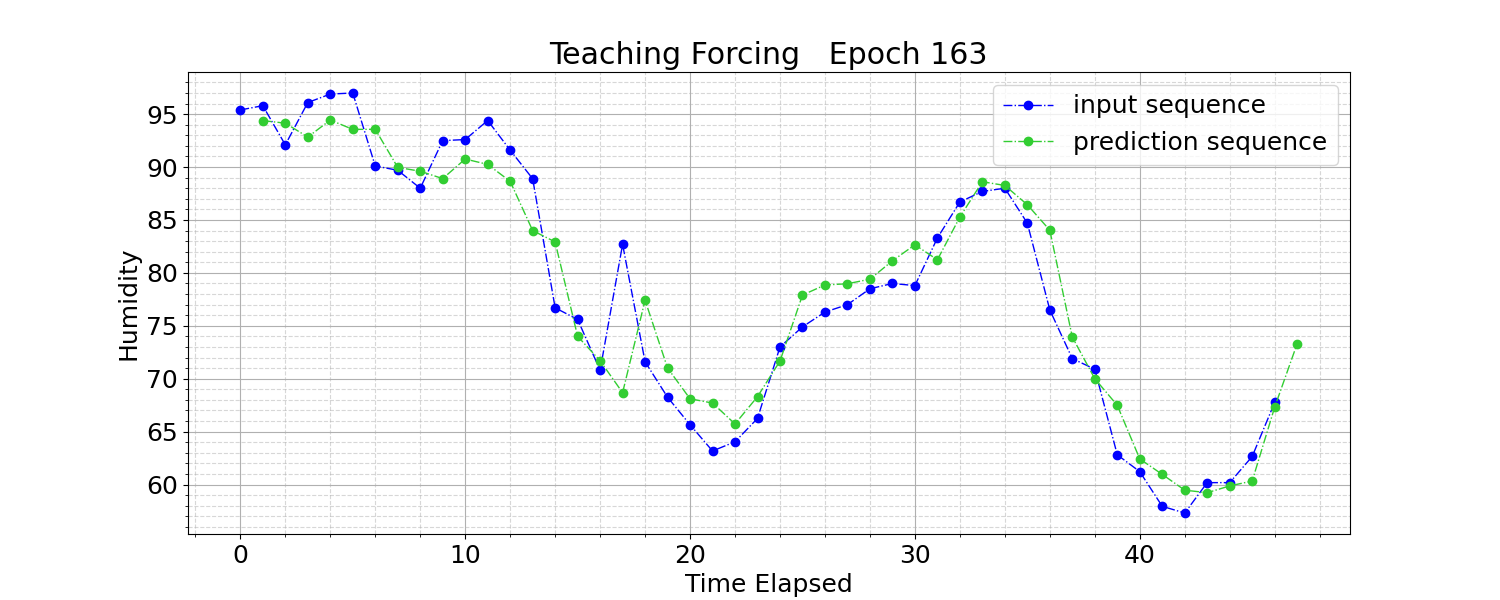 Teaching Forcing   Epoch 163
input sequence
prediction sequence
Humidity
95
90
85
80
75
70
65
60
0 10 20 30 40
Time Elapsed